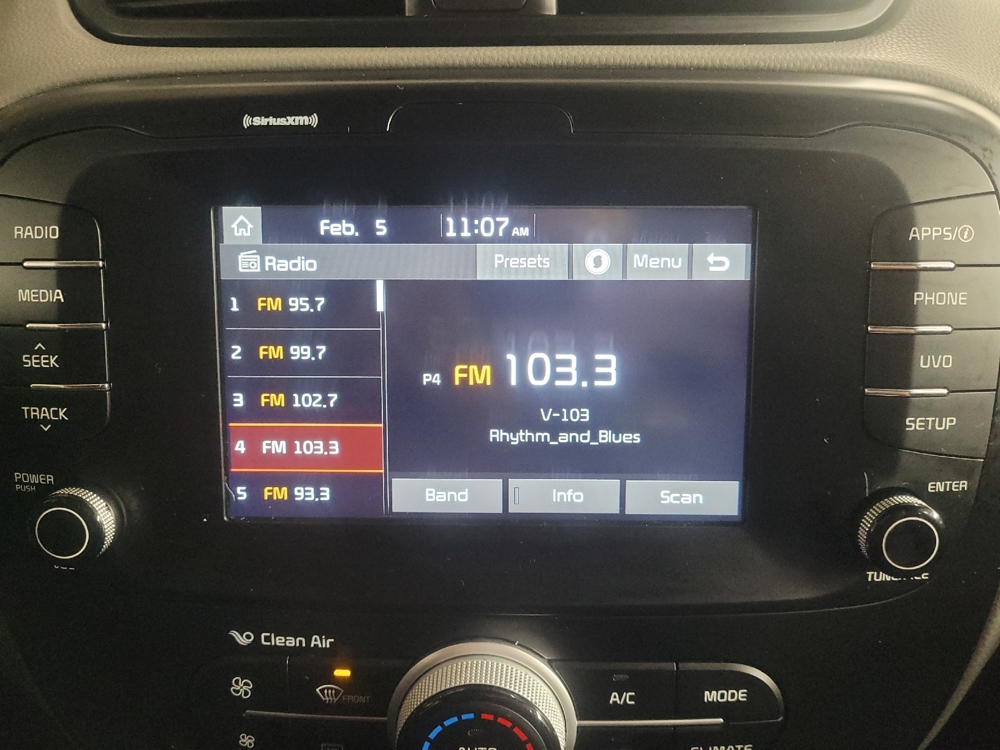 SiriusXM
RADIO
MEDIA
SEEK
TRACK
POWER
PUSH
Feb. 5 11:07 AM
Radio Presets Menu
1 FM 95.7
2 FM 99.7
3 FM 102.7
4 FM 103.3
5 FM 93.3
P4 FM 103.3
V-103
Rhythm_and_Blues
Band Info Scan
APPS/i
PHONE
UVO
SETUP
ENTER
Clean Air
FRONT
A/C
MODE
AUTO
CLIMATE